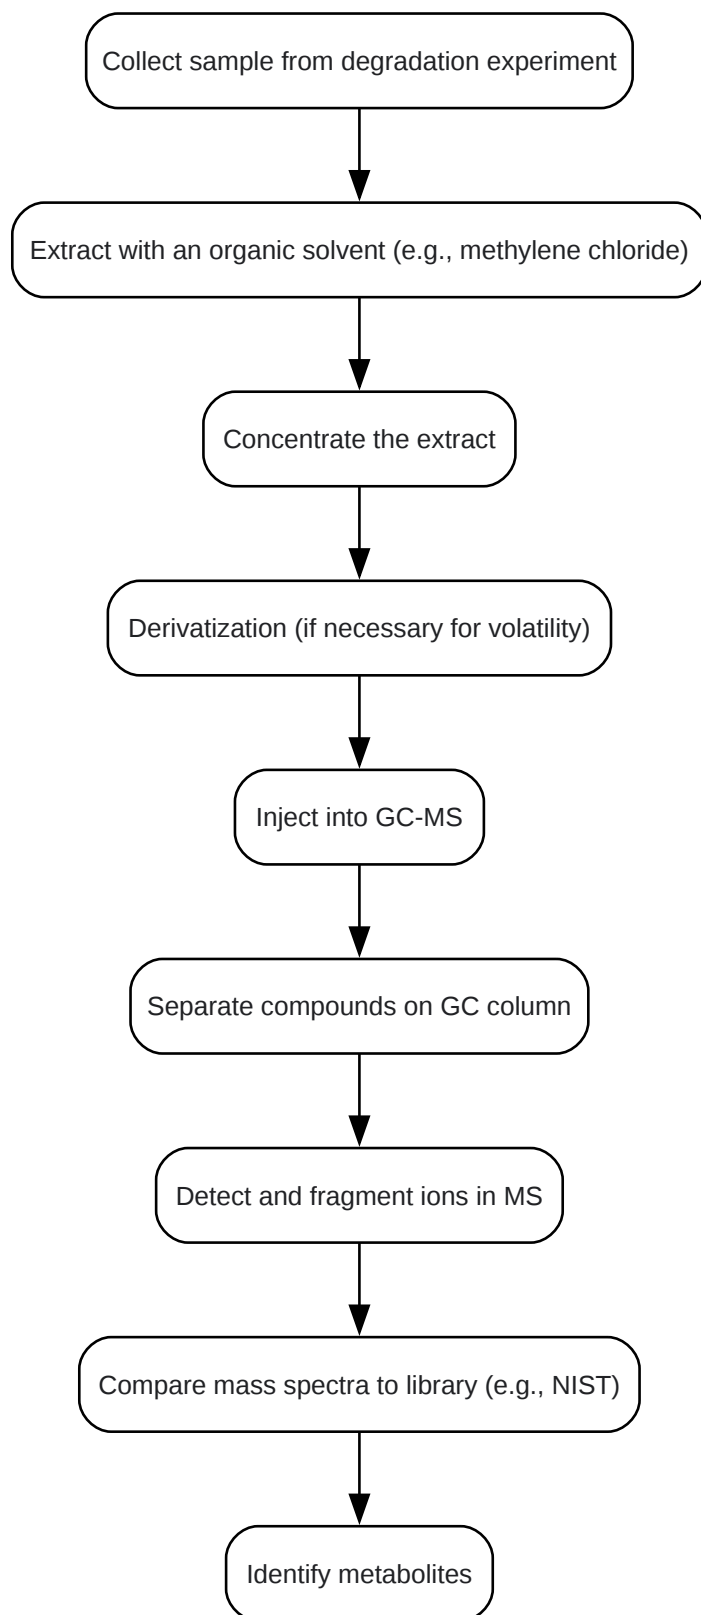 Collect sample from degradation experiment
Extract with an organic solvent (e.g., methylene chloride)
Concentrate the extract
Derivatization (if necessary for volatility)
Inject into GC-MS
Separate compounds on GC column
Detect and fragment ions in MS
Compare mass spectra to library (e.g., NIST)
Identify metabolites